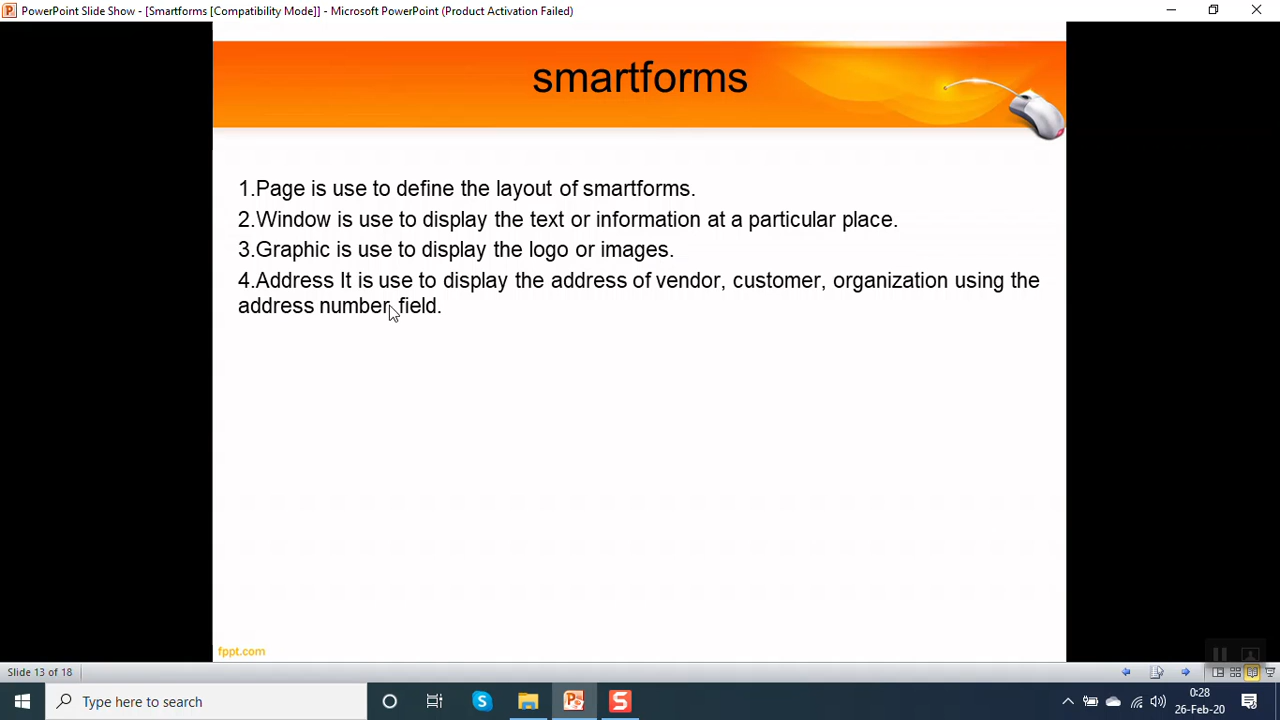 PowerPoint Slide Show - [Smartforms [Compatibility Mode]] - Microsoft PowerPoint (Product Activation Failed)
smartforms
1.Page is use to define the layout of smartforms.
2.Window is use to display the text or information at a particular place.
3.Graphic is use to display the logo or images.
4.Address It is use to display the address of vendor, customer, organization using the
address number field.
fppt.com
Slide 13 of 18
Type here to search
0:28
26-Feb-20